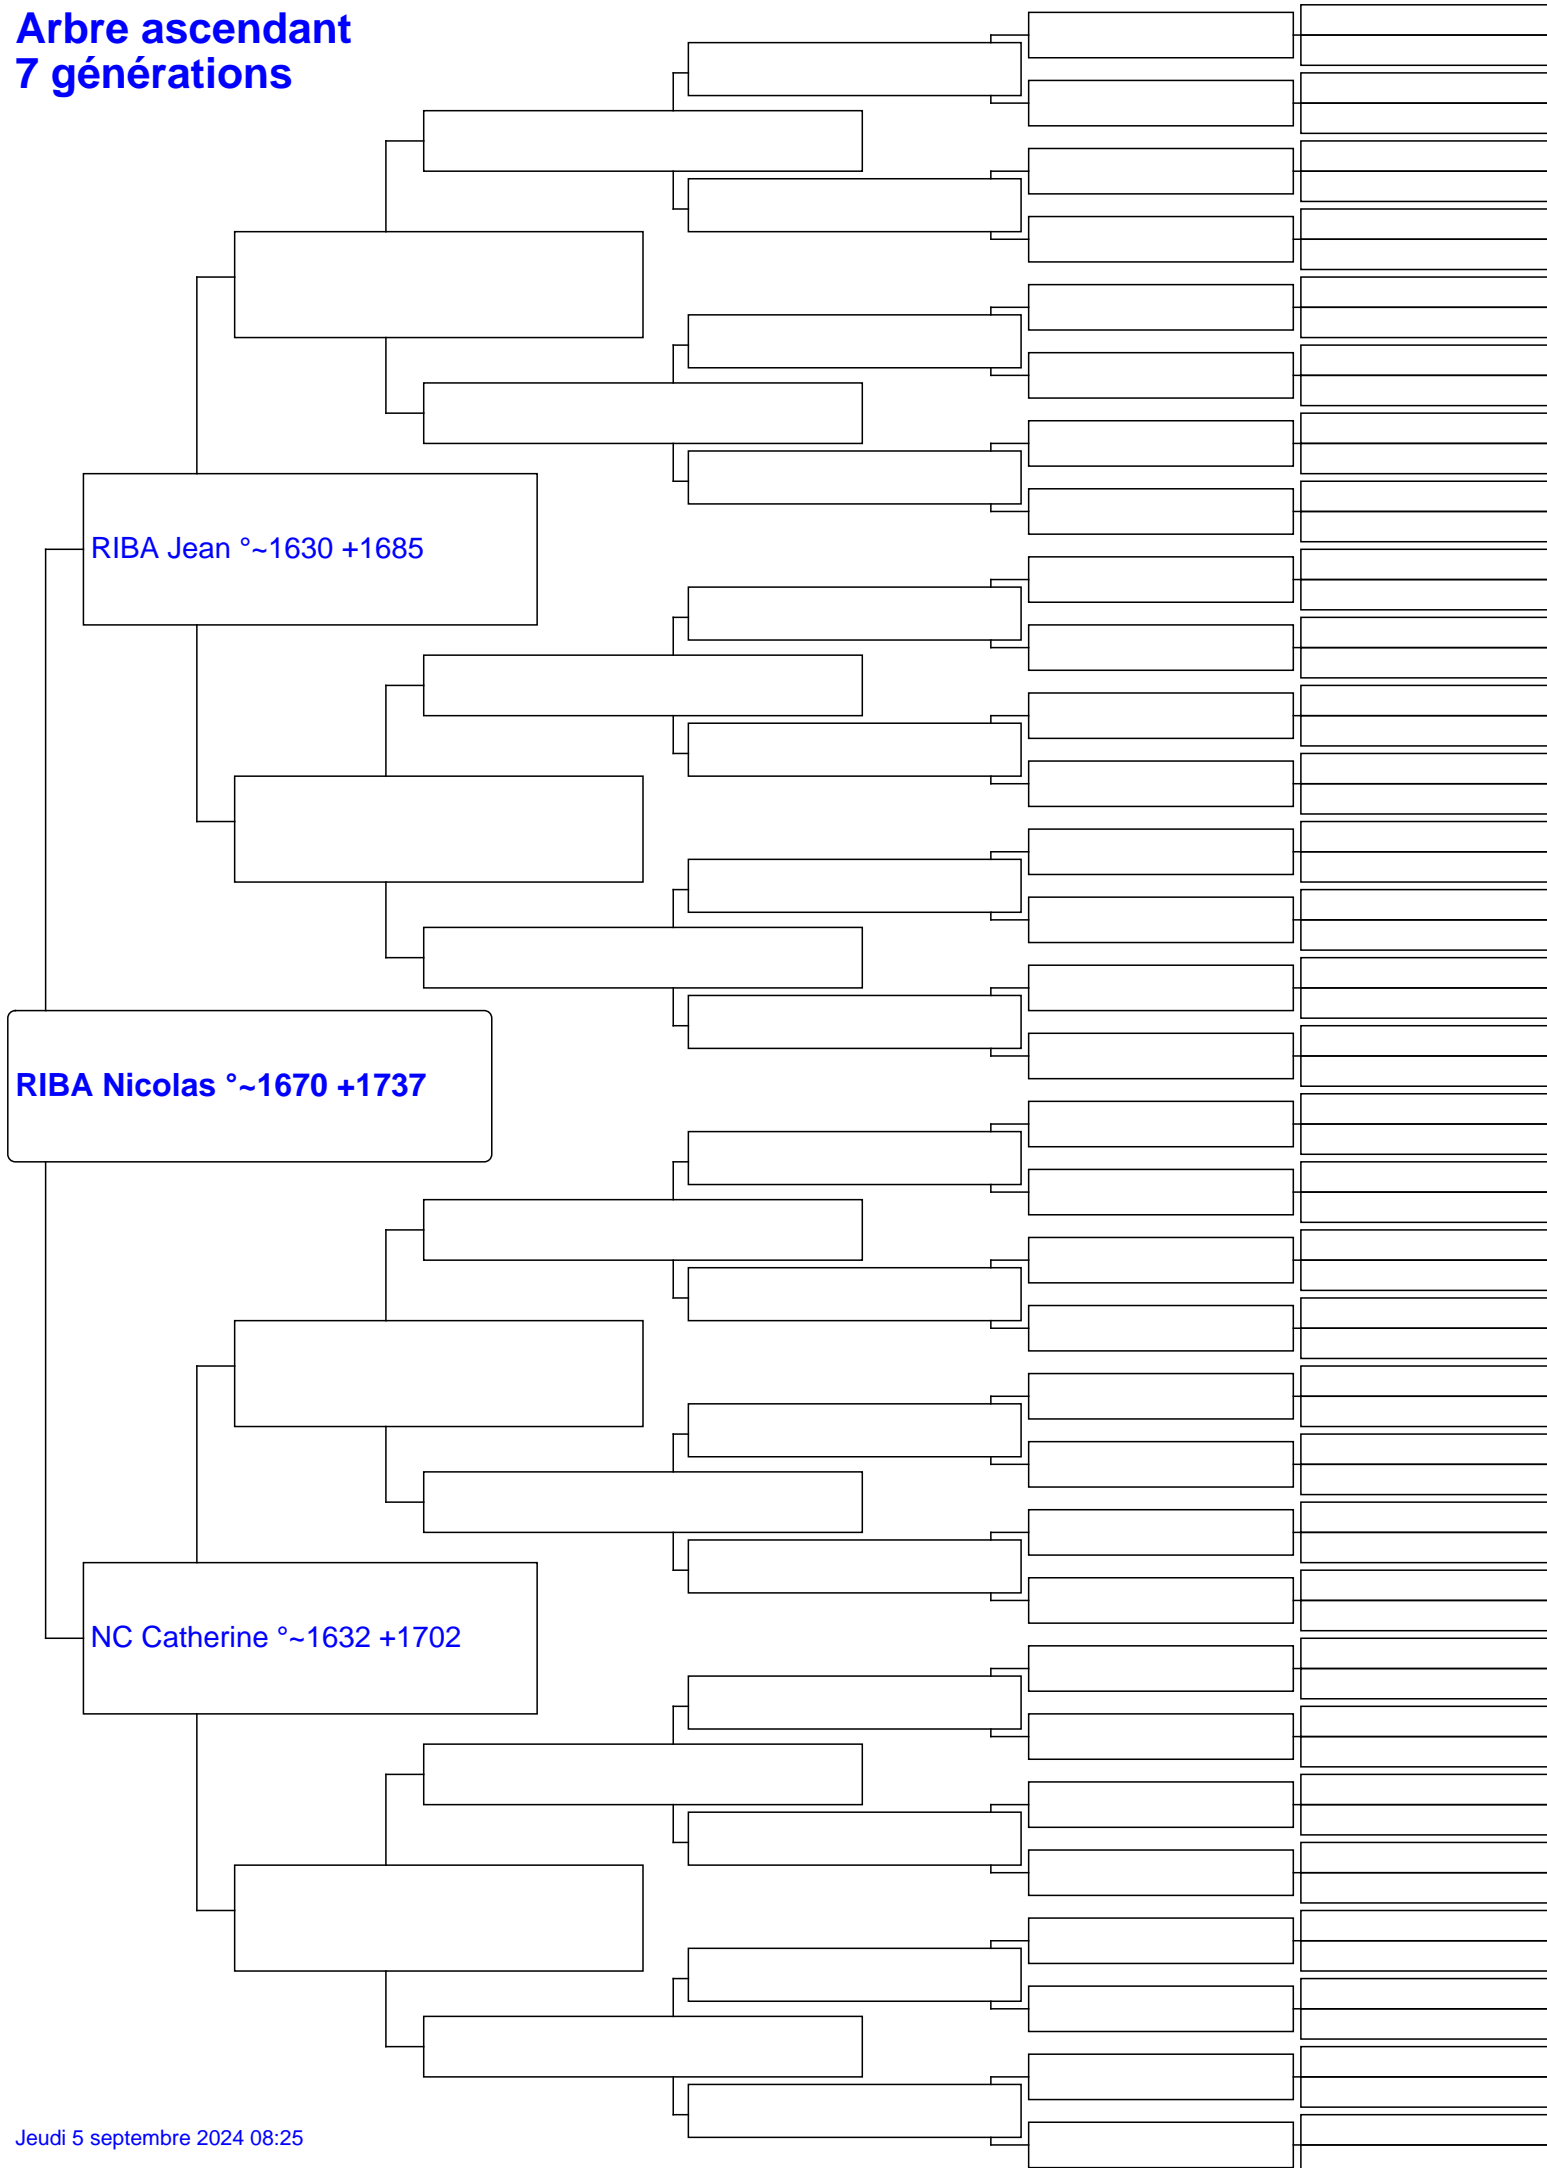 Arbre ascendant
7 générations
RIBA Jean °~1630 +1685
RIBA Nicolas °~1670 +1737
NC Catherine °~1632 +1702
Jeudi 5 septembre 2024 08:25